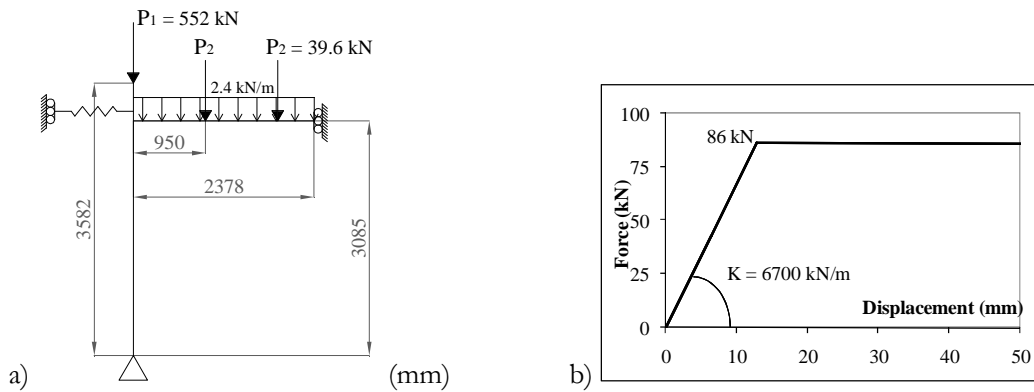 P1 = 552 kN
P2
P2 = 39.6 kN
2.4 kN/m
950
2378
3582
3085
a)
(mm)
b)
100
75
50
25
0
Force (kN)
86 kN
K = 6700 kN/m
Displacement (mm)
0
10
20
30
40
50